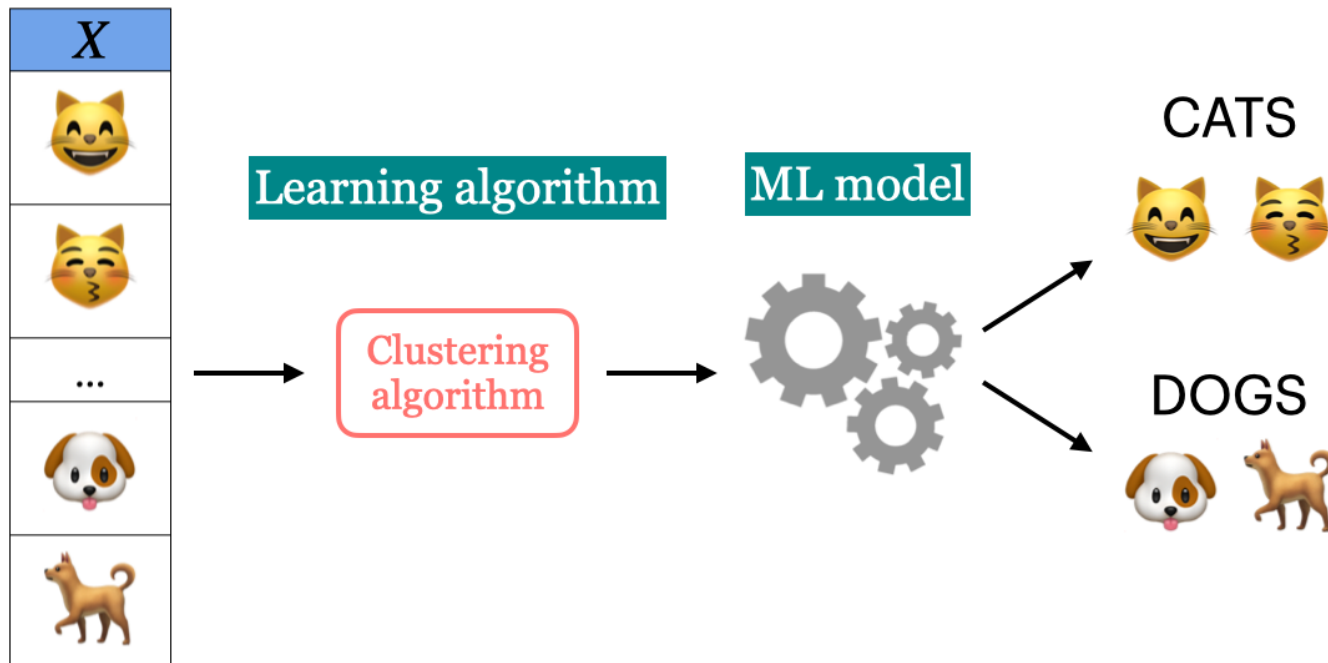 X
...
Learning algorithm
Clustering
algorithm
ML model
CATS
DOGS